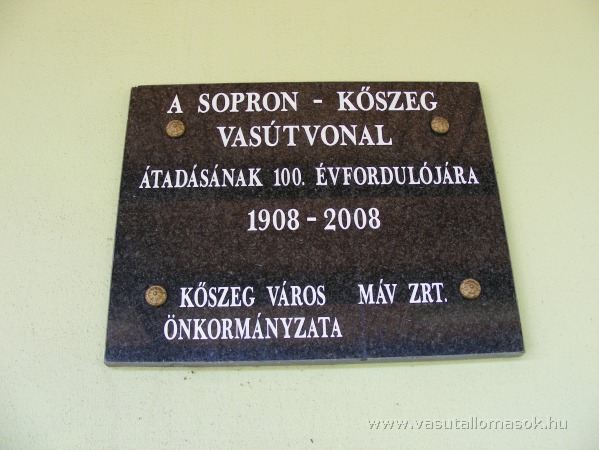 A SOPRON - KŐSZEG
VASÚTVONAL
ÁTADÁSÁNAK 100. ÉVFORDULÓJÁRA
1908 - 2008
KŐSZEG VÁROS MÁV ZRT.
ÖNKORMÁNYZATA
www.vasutallomasok.hu